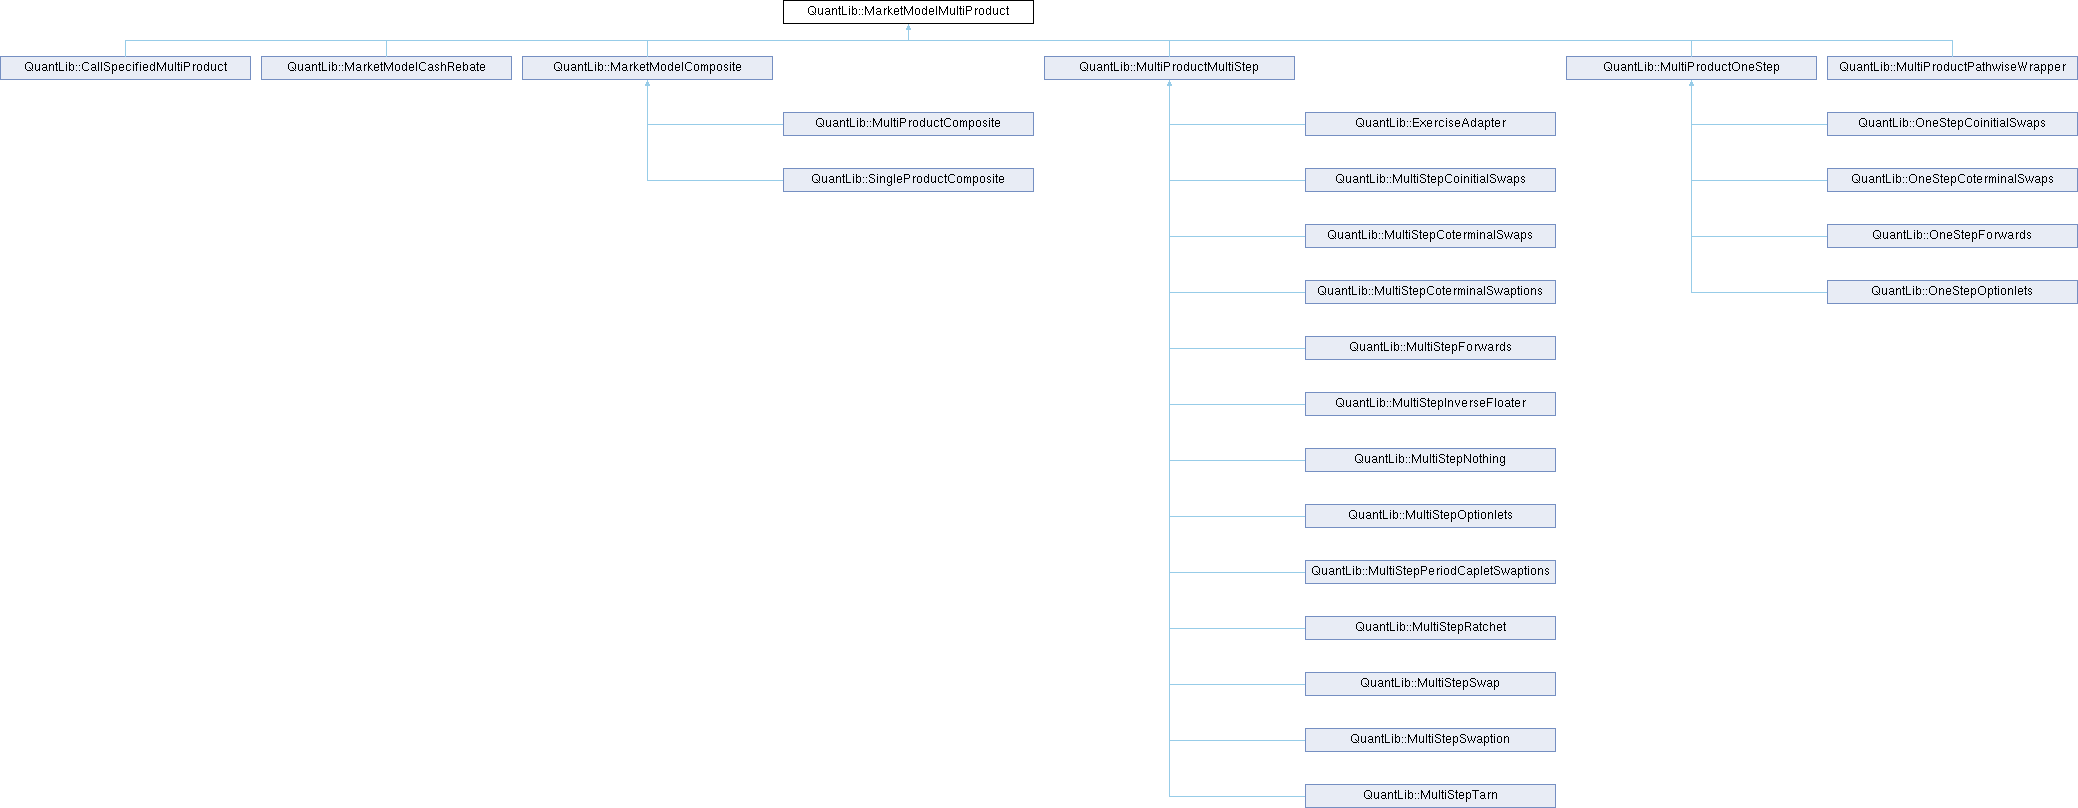 QuantLib::MarketModelMultiProduct
QuantLib::CallSpecifiedMultiProduct
QuantLib::MarketModelCashRebate
QuantLib::MarketModelComposite
QuantLib::MultiProductMultiStep
QuantLib::MultiProductOneStep
QuantLib::MultiProductPathwiseWrapper
QuantLib::MultiProductComposite
QuantLib::ExerciseAdapter
QuantLib::OneStepCoinitialSwaps
QuantLib::SingleProductComposite
QuantLib::MultiStepCoinitialSwaps
QuantLib::OneStepCoterminalSwaps
QuantLib::MultiStepCoterminalSwaps
QuantLib::OneStepForwards
QuantLib::MultiStepCoterminalSwaptions
QuantLib::OneStepOptionlets
QuantLib::MultiStepForwards
QuantLib::MultiStepInverseFloater
QuantLib::MultiStepNothing
QuantLib::MultiStepOptionlets
QuantLib::MultiStepPeriodCapletSwaptions
QuantLib::MultiStepRatchet
QuantLib::MultiStepSwap
QuantLib::MultiStepSwaption
QuantLib::MultiStepTarn